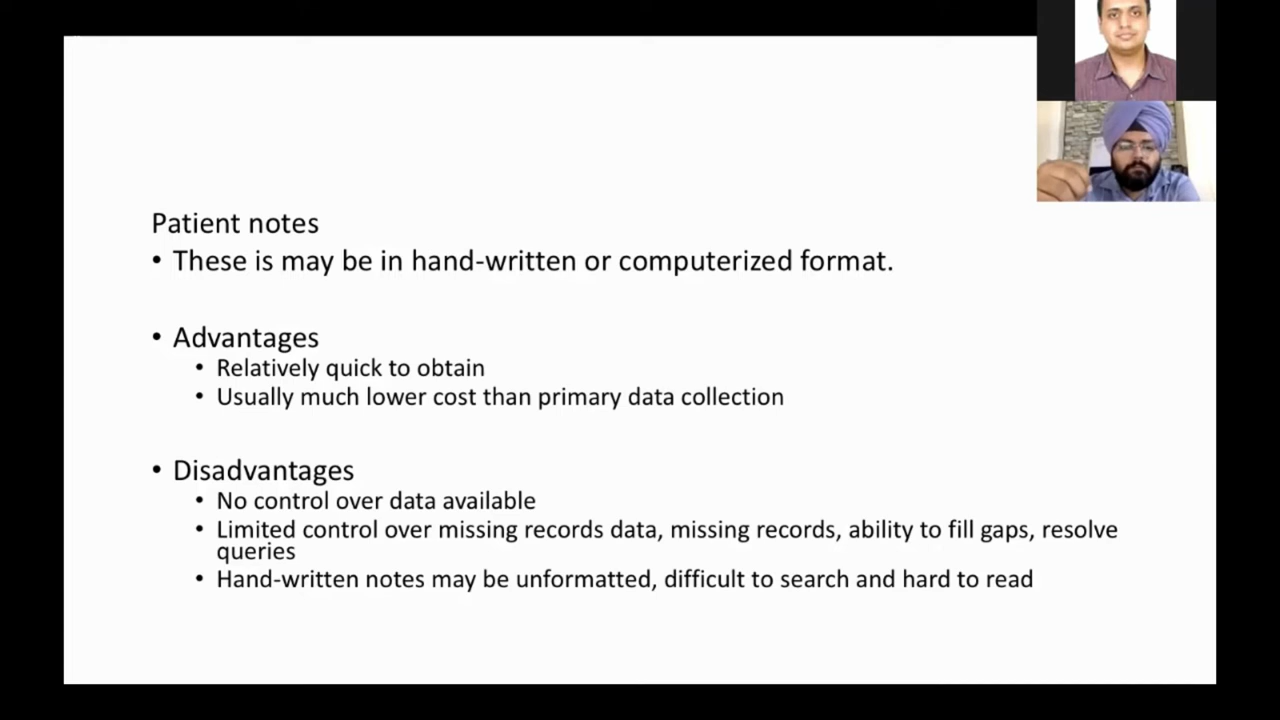 Patient notes
• These is may be in hand-written or computerized format.
• Advantages
• Relatively quick to obtain
• Usually much lower cost than primary data collection
• Disadvantages
• No control over data available
• Limited control over missing records data, missing records, ability to fill gaps, resolve
queries
• Hand-written notes may be unformatted, difficult to search and hard to read